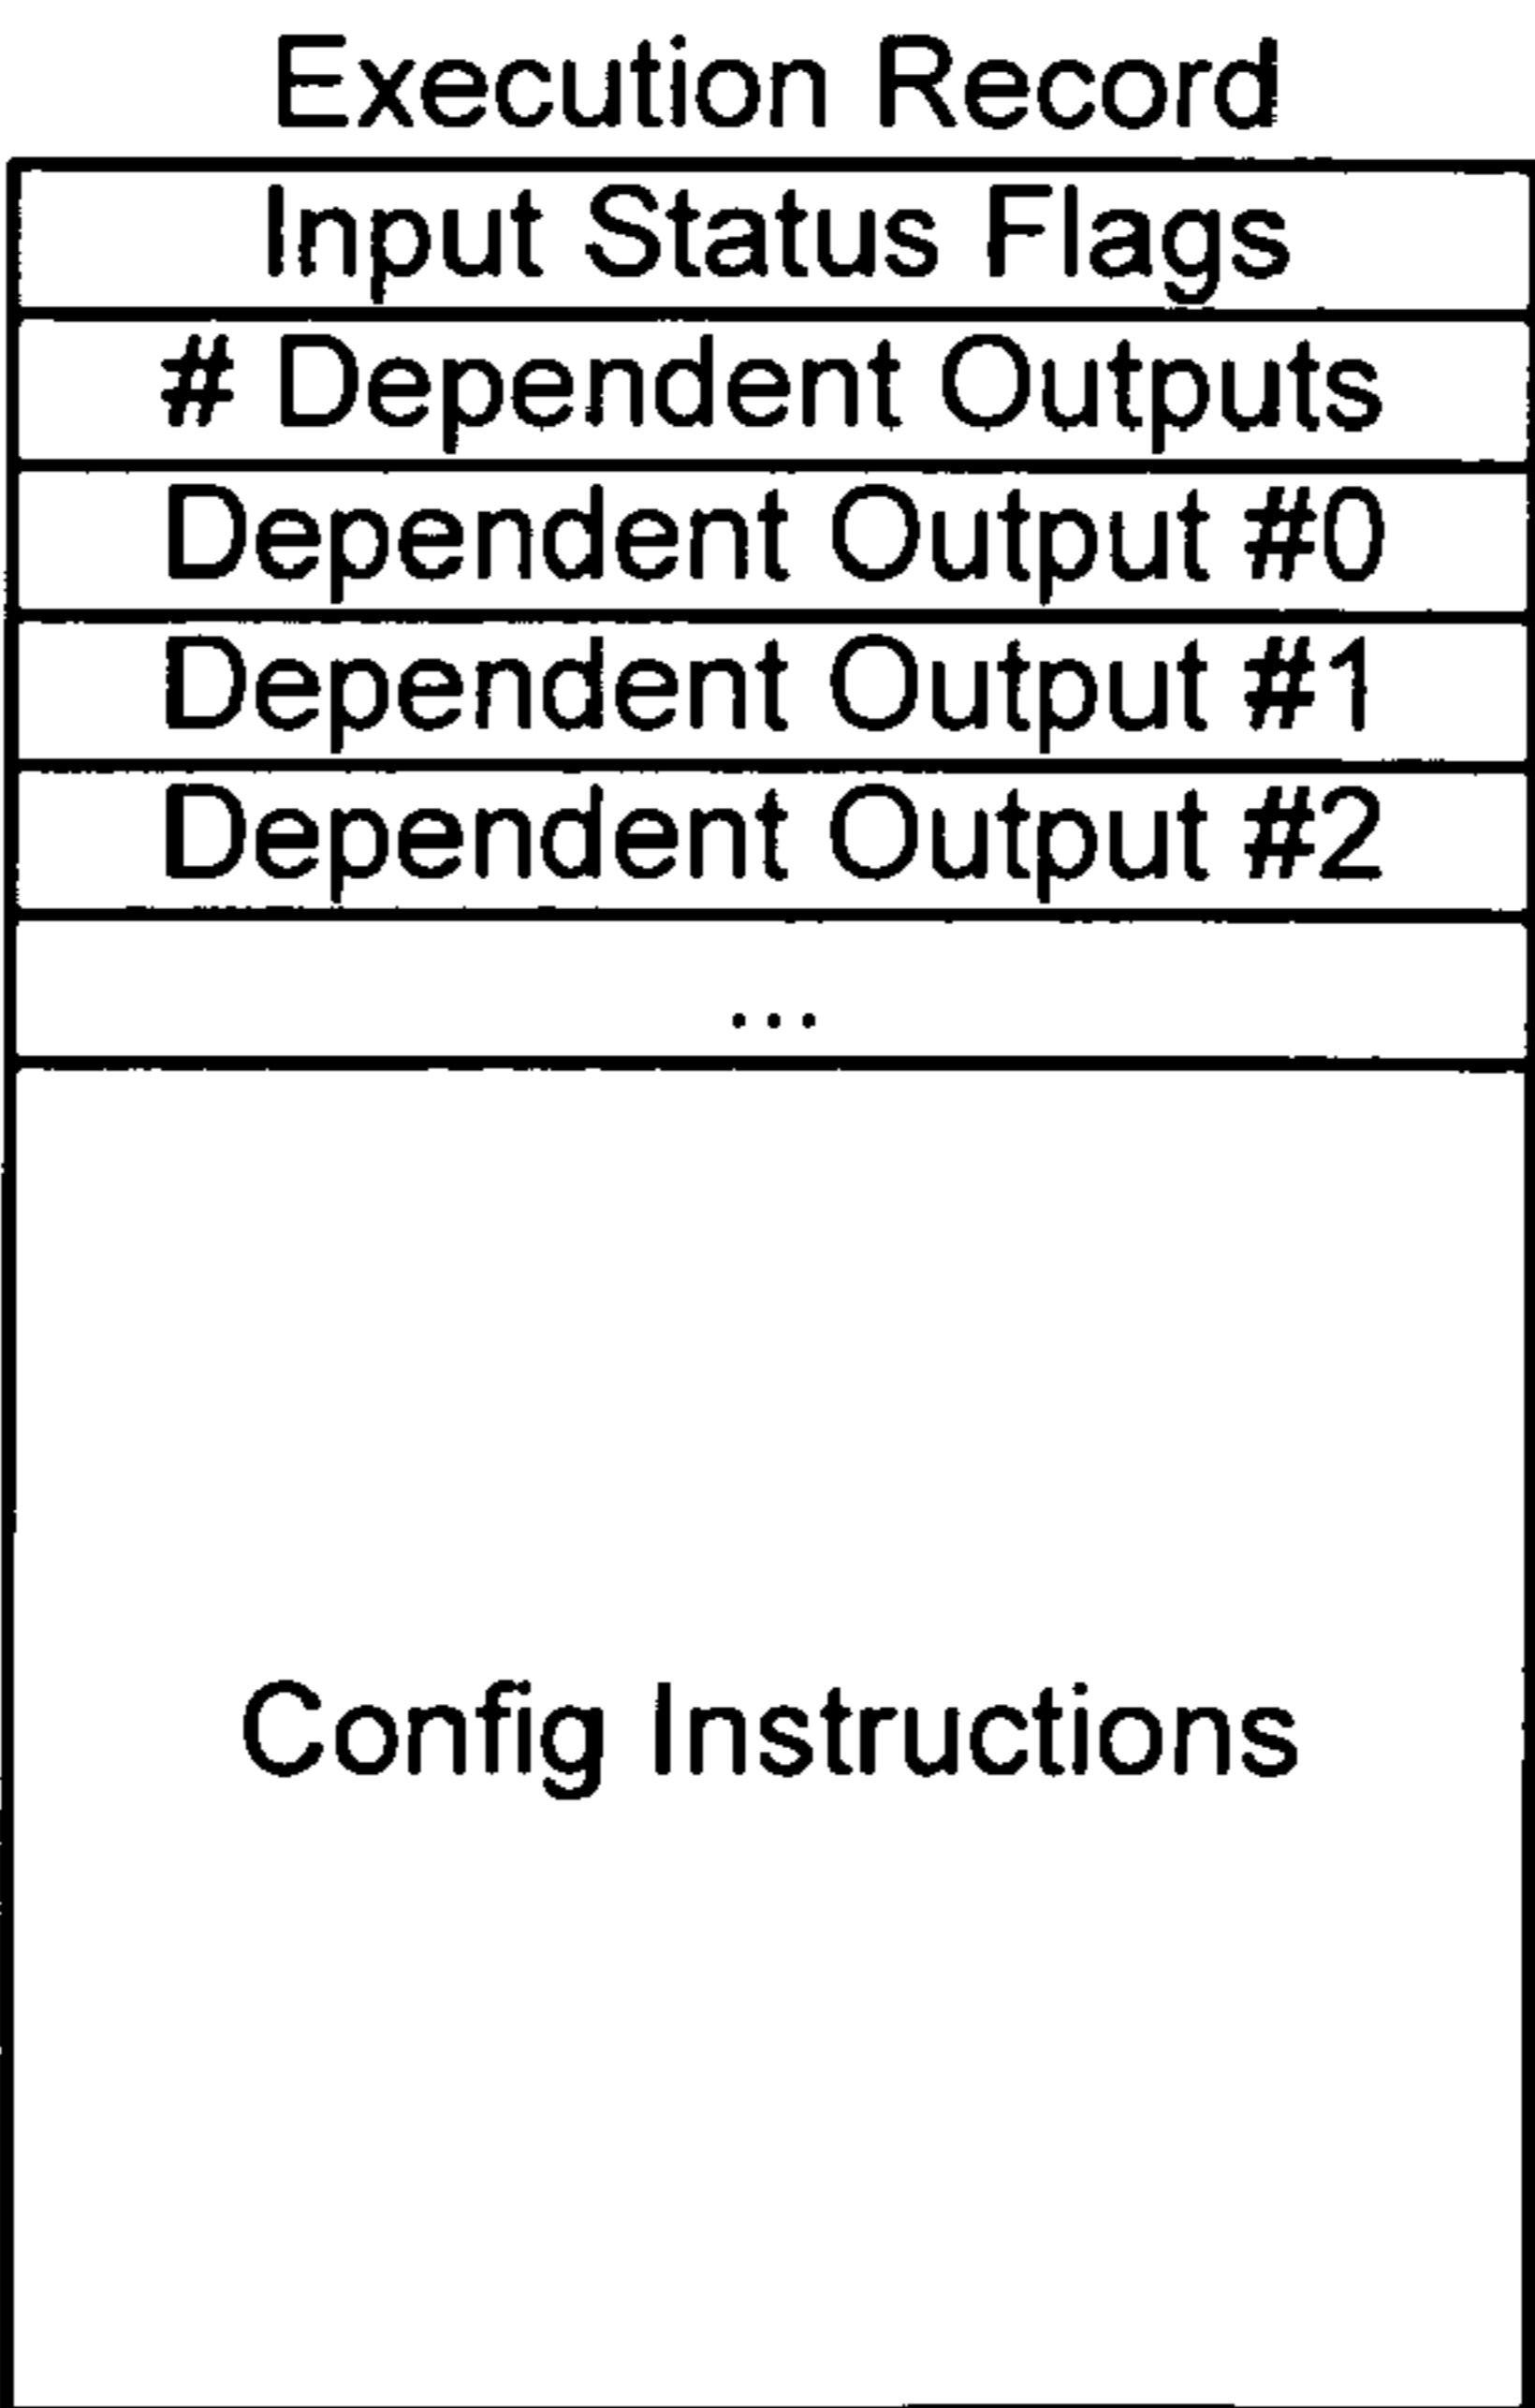 Execution Record
Input Status Flags
# Dependent Outputs
Dependent Output #0
Dependent Output #1
Dependent Output #2
...
Config Instructions